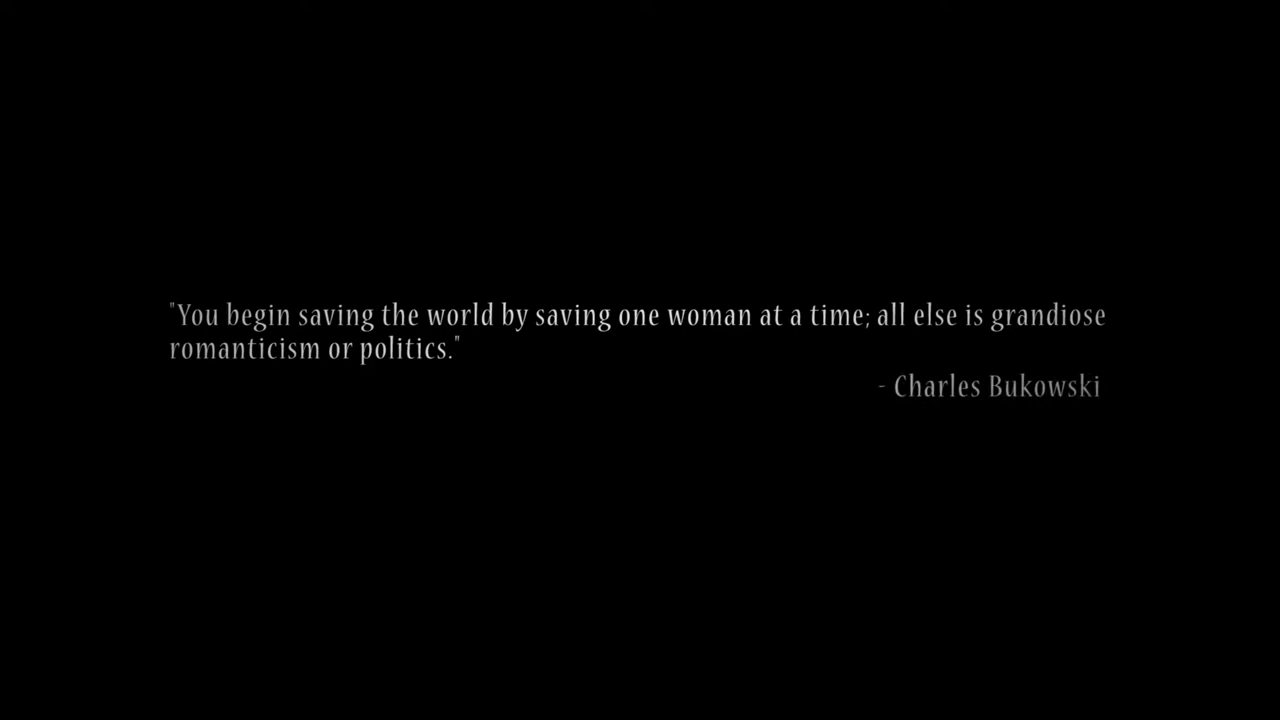 "You begin saving the world by saving one woman at a time; all else is grandiose
romanticism or politics."
- Charles Bukowski